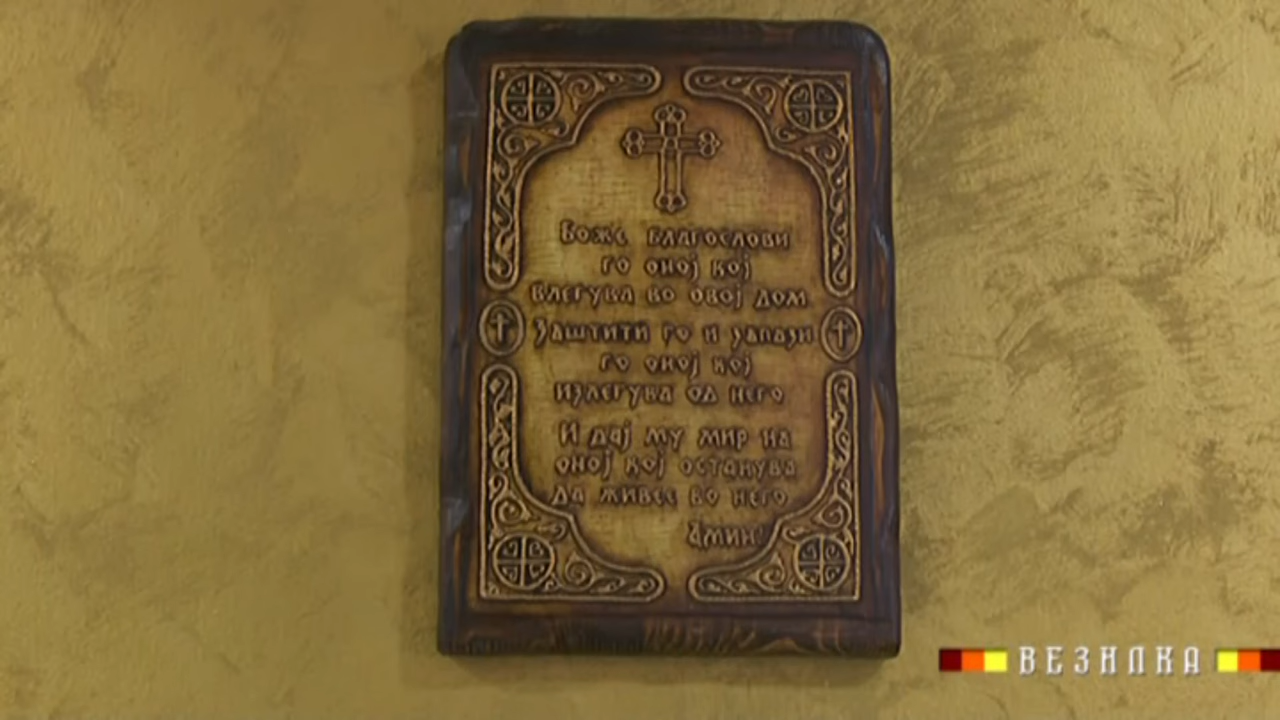 Боже благослови
го оној кој
влегува во овој дом
Заштити го и запази
го оној кој
излегува од него
И дај му мир на
оној кој останува
да живее во него
Амин!
ВЕЗИЛКА